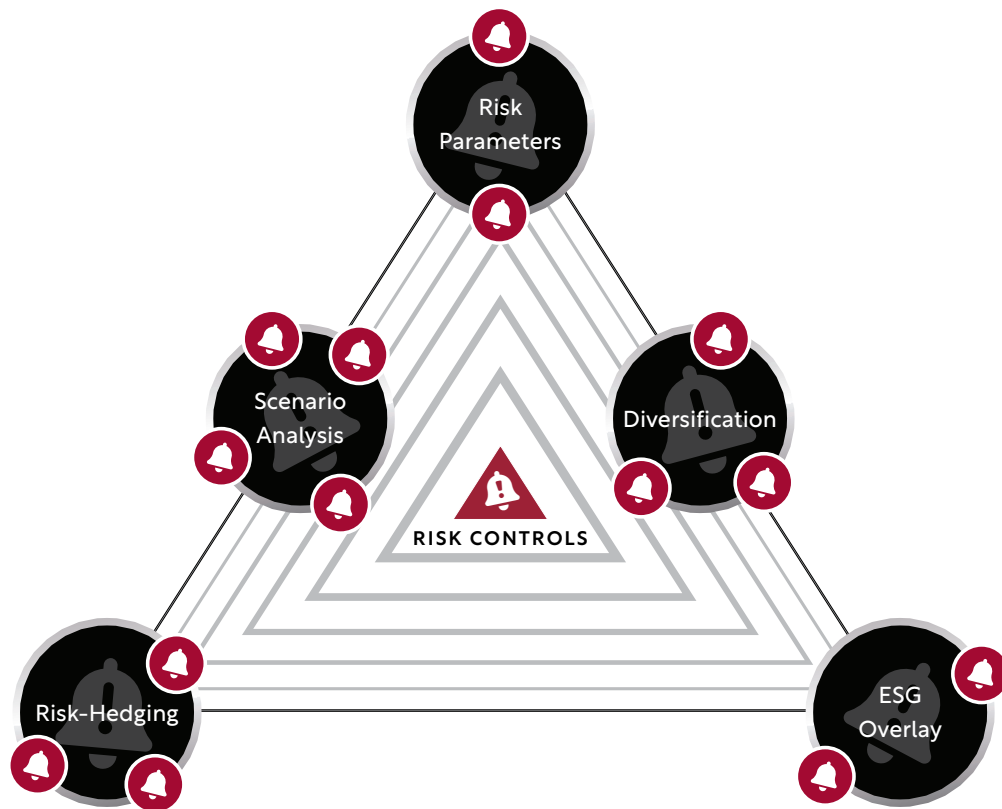 Risk
Parameters
Scenario
Analysis
Diversification
RISK CONTROLS
Risk-Hedging
ESG
Overlay